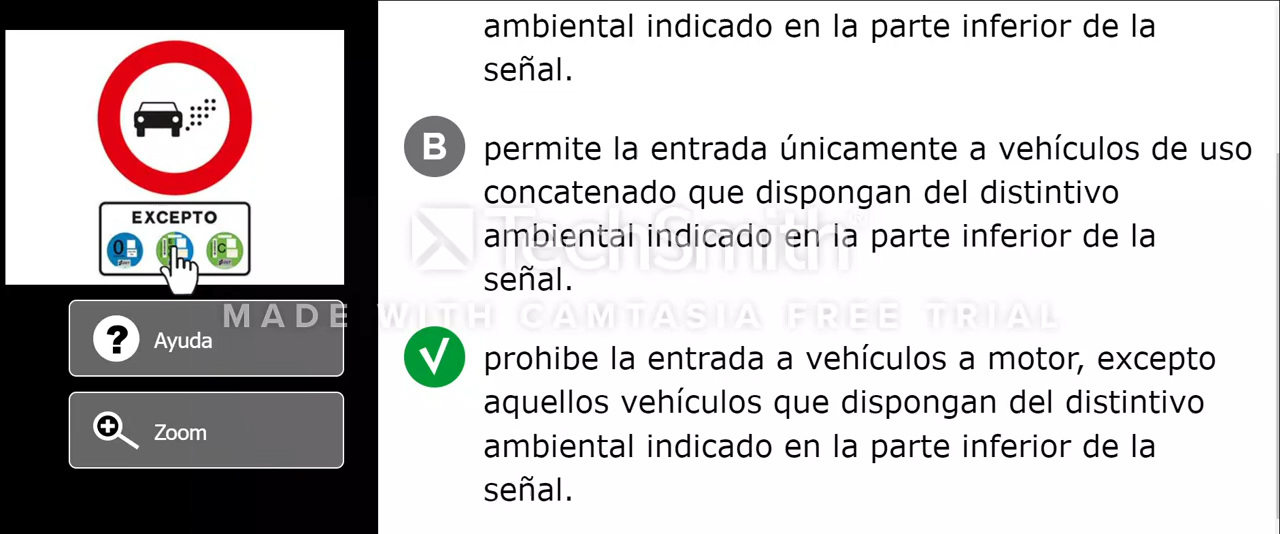 ambiental indicado en la parte inferior de la
señal.
EXCEPTO
0 C
B permite la entrada únicamente a vehículos de uso
concatenado que dispongan del distintivo
ambiental indicado en la parte inferior de la
señal.
TechSmith
MADE WITH CAMTASIA FREE TRIAL
? Ayuda
prohibe la entrada a vehículos a motor, excepto
aquellos vehículos que dispongan del distintivo
ambiental indicado en la parte inferior de la
señal.
Zoom